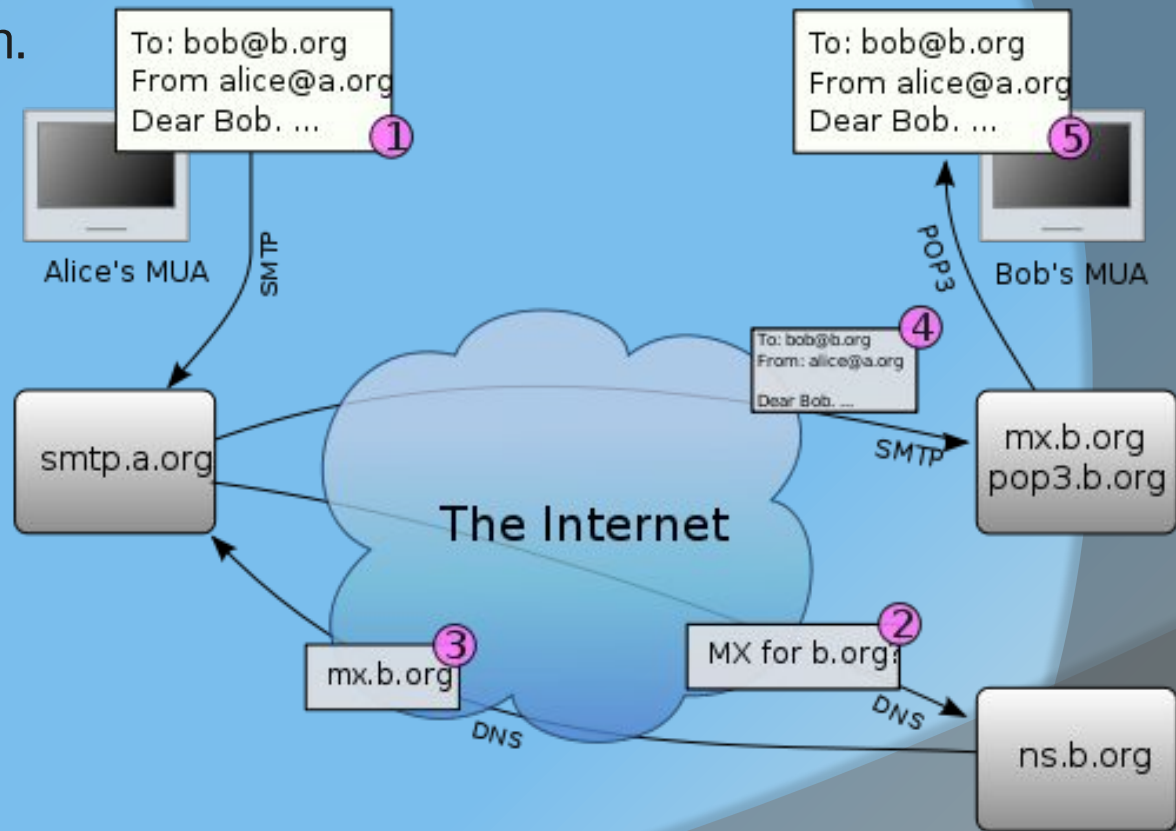 n.
To: bob@b.org
From alice@a.org
Dear Bob. ...
1
To: bob@b.org
From alice@a.org
Dear Bob. ...
5
Alice's MUA
SMTP
POP3
Bob's MUA
To: bob@b.org
From: alice@a.org
Dear Bob. ...
4
smtp.a.org
SMTP
mx.b.org
pop3.b.org
The Internet
mx.b.org
3
MX for b.org?
2
DNS
DNS
ns.b.org